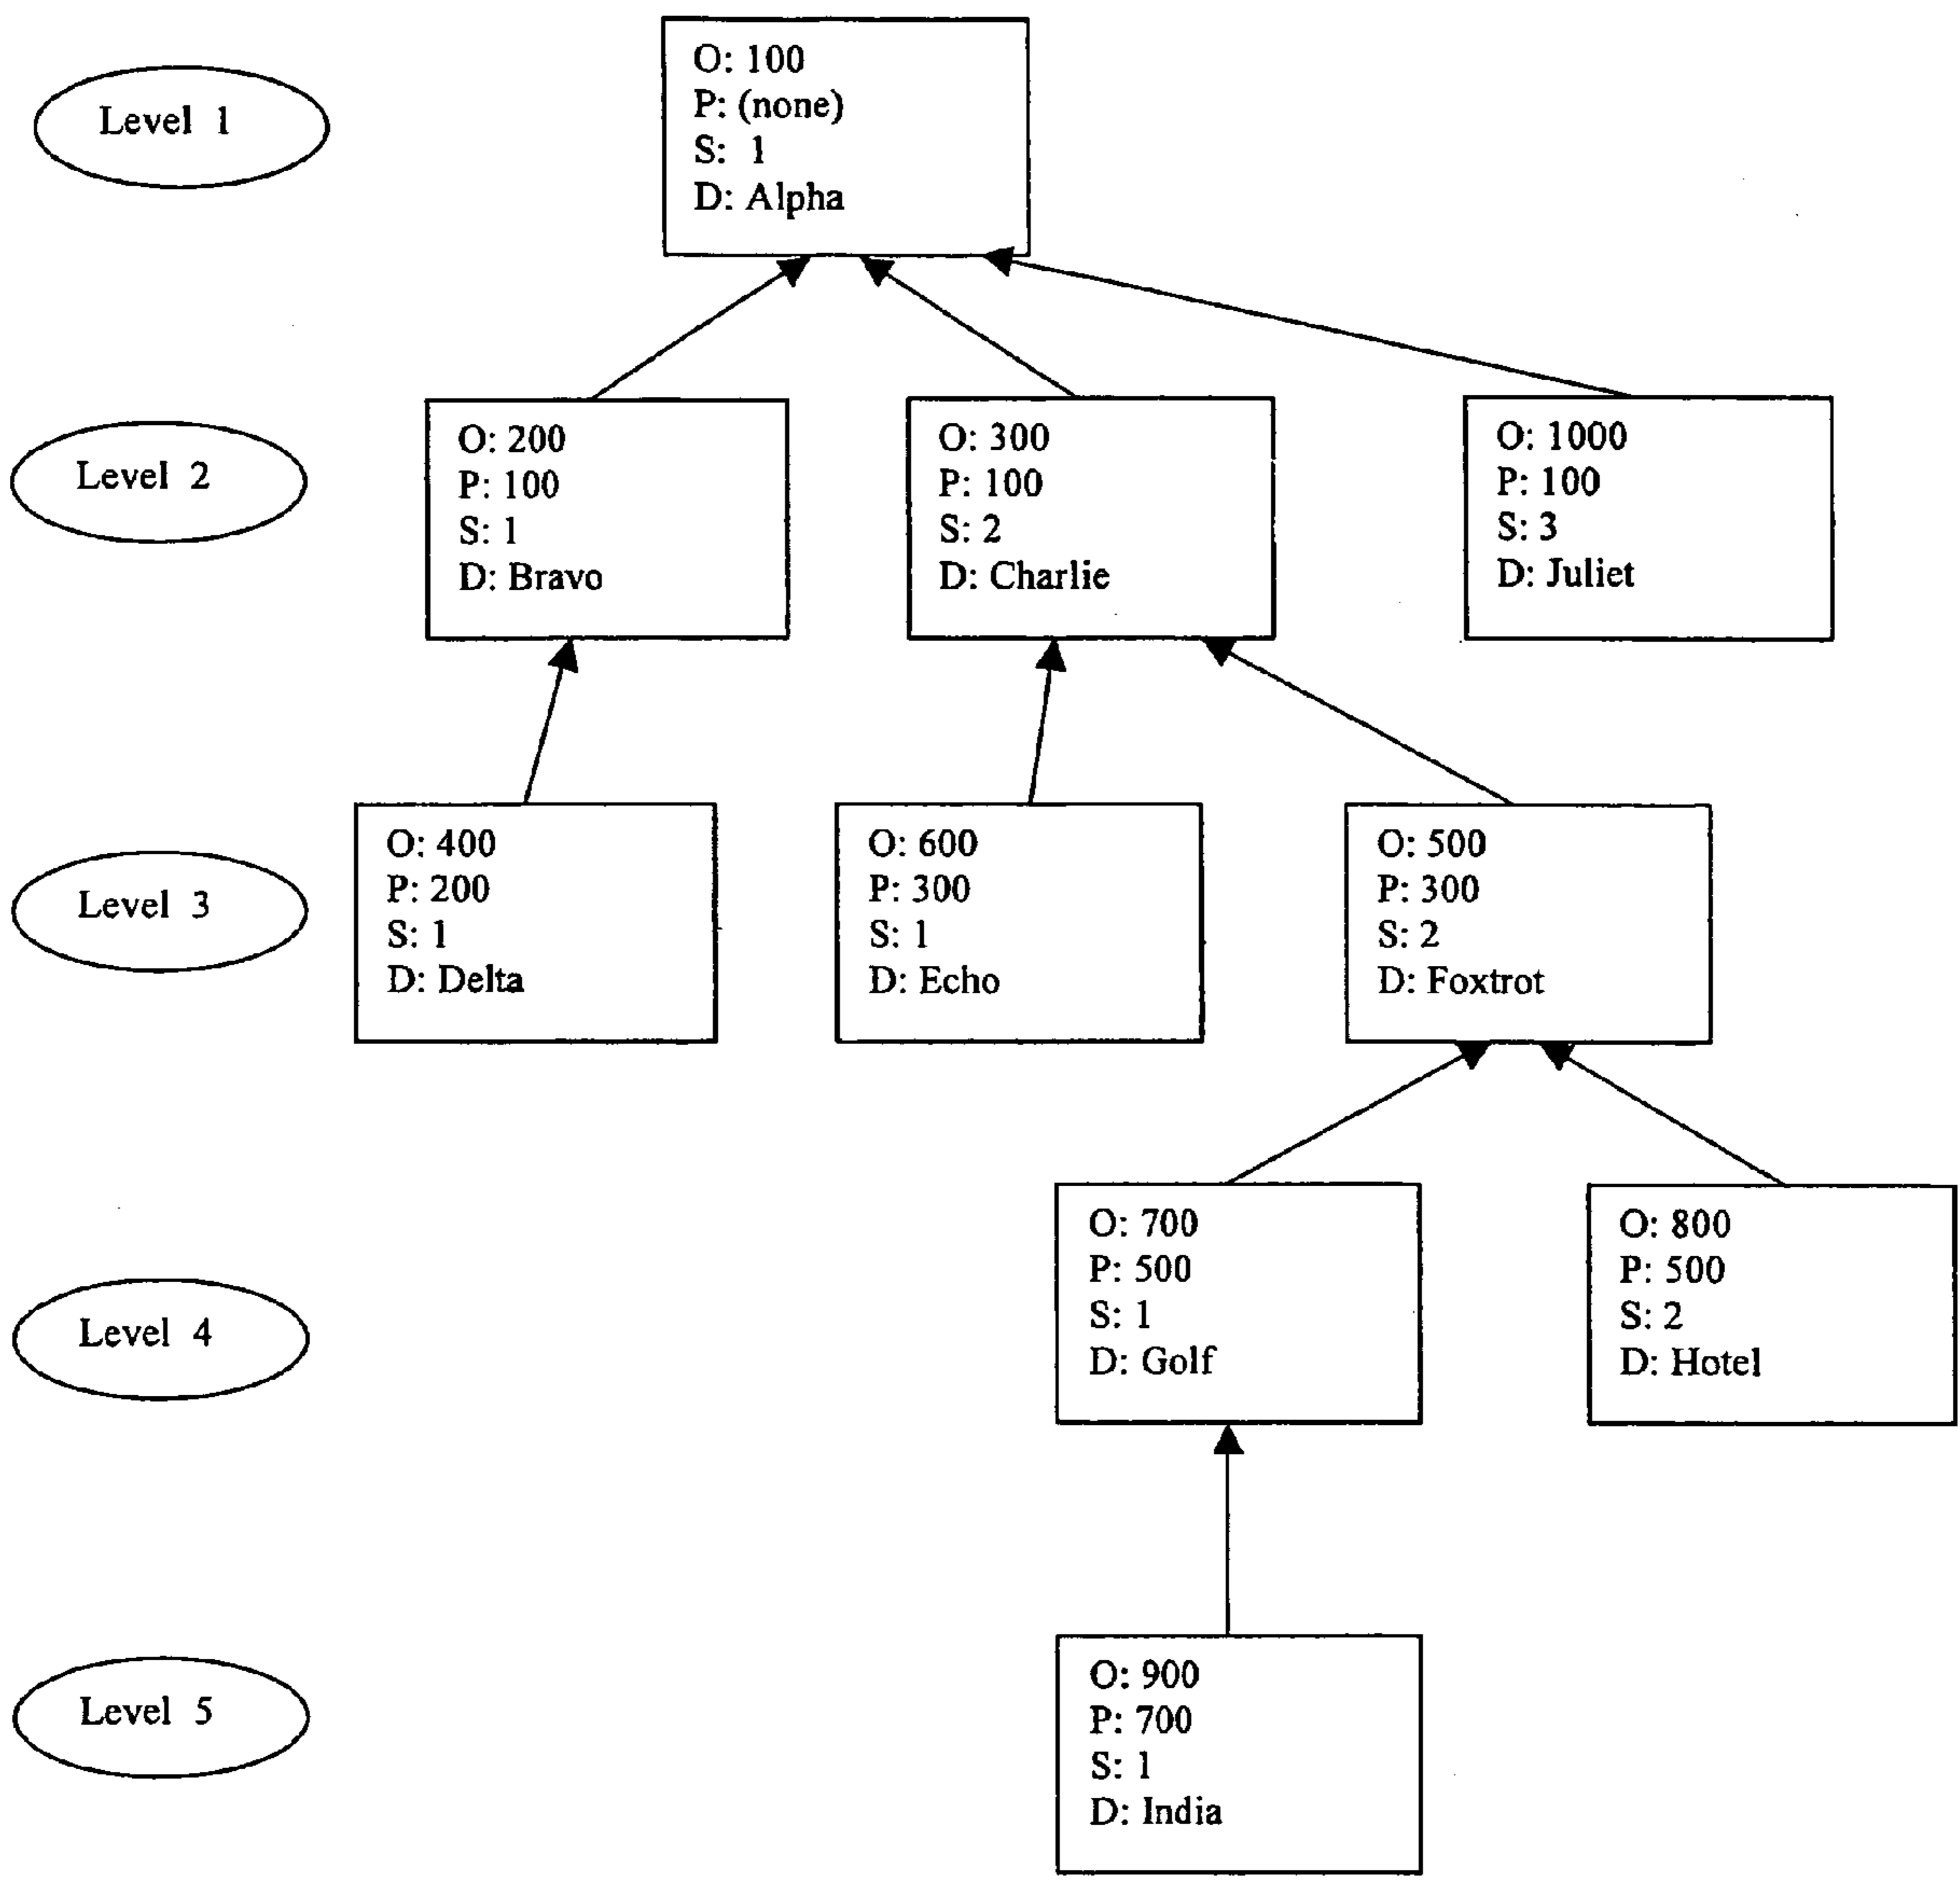 Level 1
O: 100
P: (none)
S: 1
D: Alpha
Level 2
O: 200
P: 100
S: 1
D: Bravo
O: 300
P: 100
S: 2
D: Charlie
O: 1000
P: 100
S: 3
D: Juliet
Level 3
O: 400
P: 200
S: 1
D: Delta
O: 600
P: 300
S: 1
D: Echo
O: 500
P: 300
S: 2
D: Foxtrot
Level 4
O: 700
P: 500
S: 1
D: Golf
O: 800
P: 500
S: 2
D: Hotel
Level 5
O: 900
P: 700
S: 1
D: India